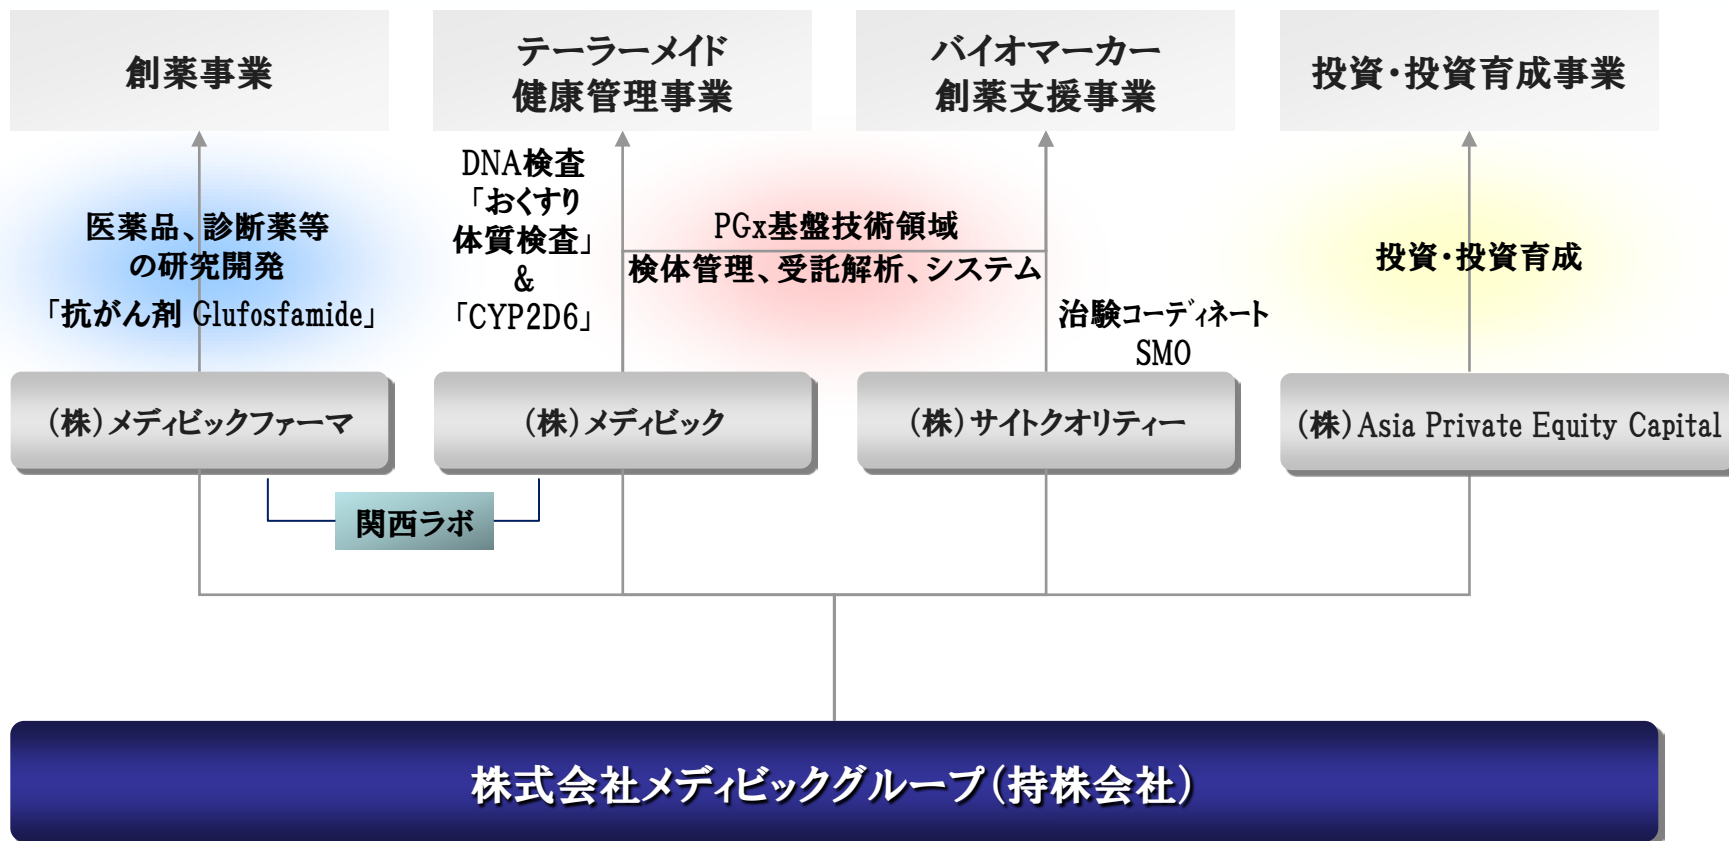 創薬事業
テーラーメイド
健康管理事業
バイオマーカー
創薬支援事業
投資・投資育成事業
医薬品、診断薬等
の研究開発
「抗がん剤 Glufosfamide」
DNA検査
「おくすり
体質検査」
&
「CYP2D6」
PGx基盤技術領域
検体管理、受託解析、システム
治験コーディネート
SMO
投資・投資育成
(株)メディビックファーマ
(株)メディビック
(株)サイトクオリティー
(株)Asia Private Equity Capital
関西ラボ
株式会社メディビックグループ(持株会社)